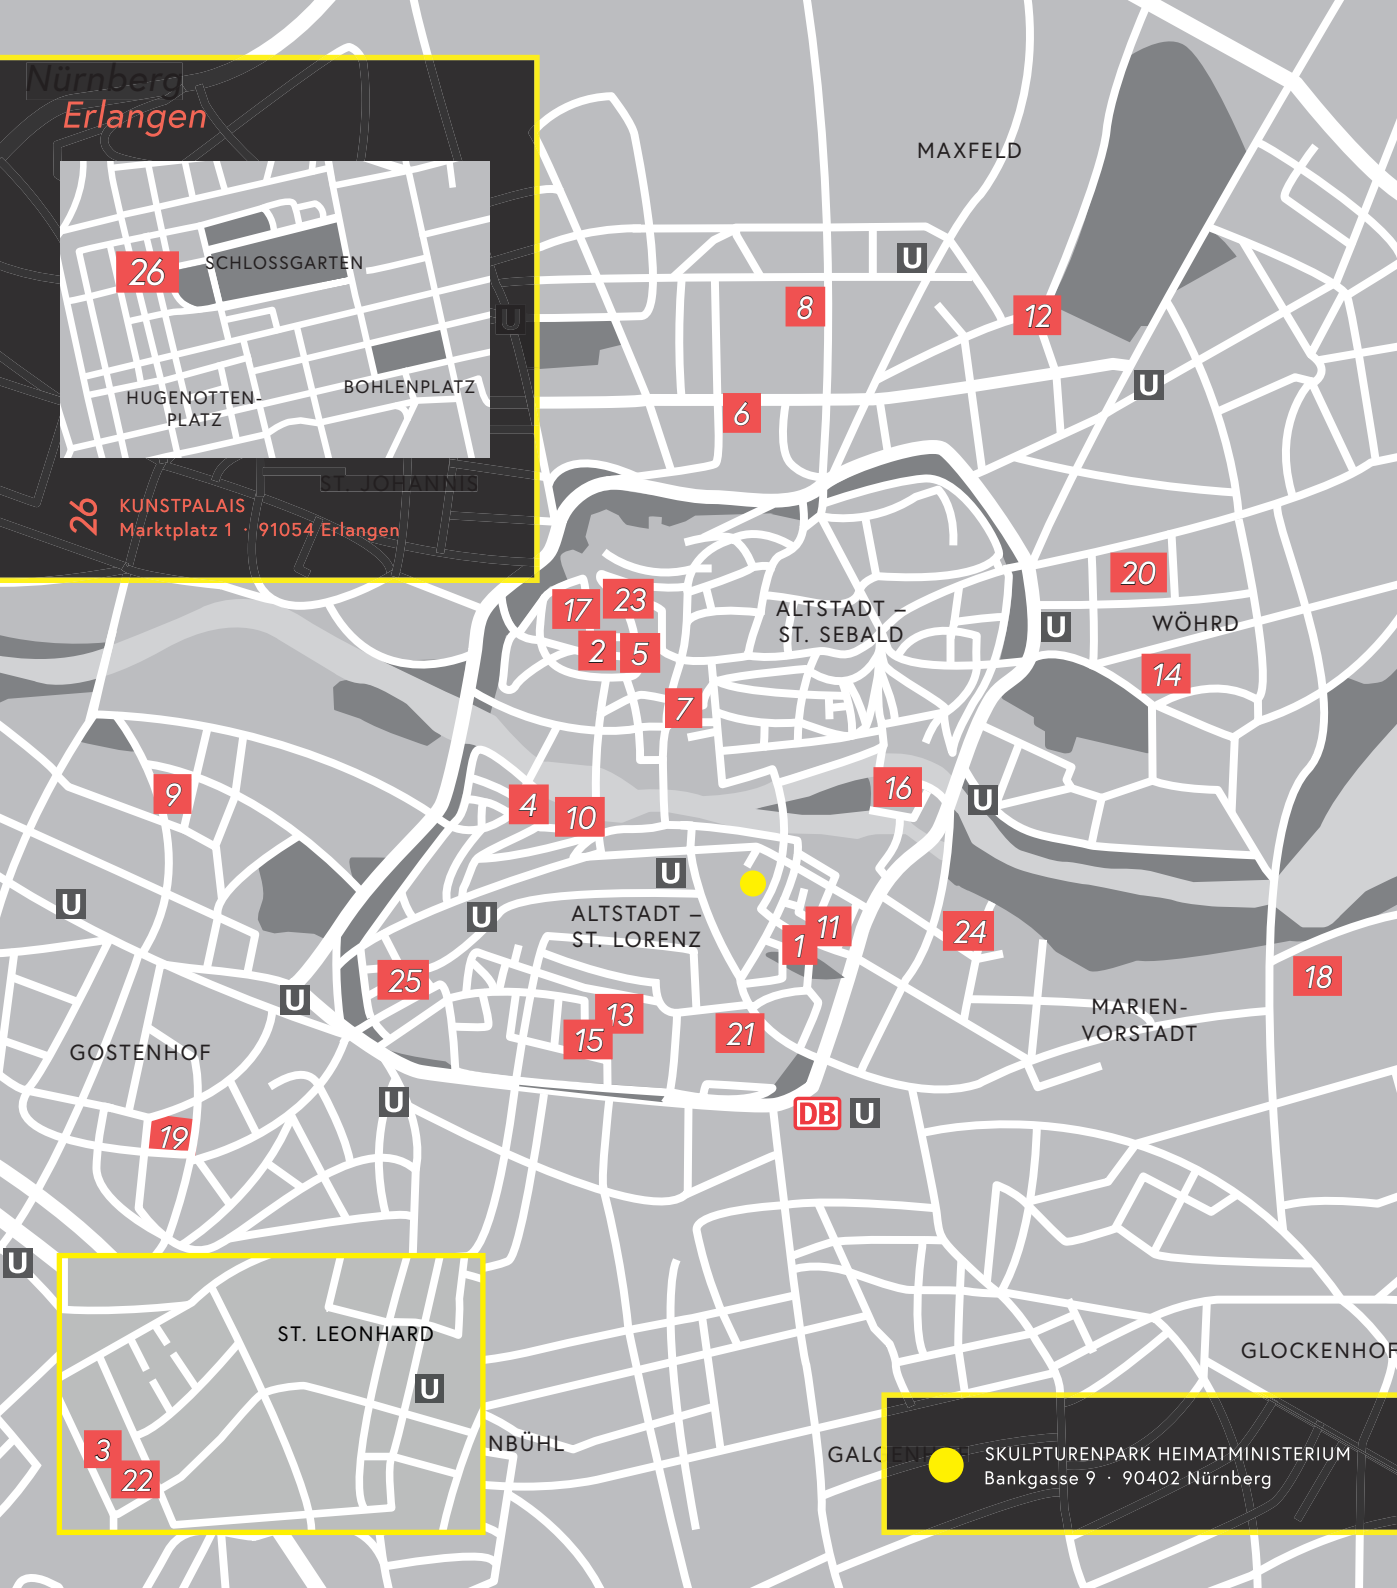 Nürnberg
Erlangen
MAXFELD
U
26
SCHLOSSGARTEN
8
12
U
HUGENOTTEN-
PLATZ
BOHLENPLATZ
6
U
ST. JOHANNIS
26
KUNSTPALAIS
Marktplatz 1 · 91054 Erlangen
20
17
23
ALTSTADT –
ST. SEBALD
U
WÖHRD
2
5
14
7
9
4
10
16
U
U
U
U
ALTSTADT –
ST. LORENZ
11
1
24
25
18
U
13
15
21
MARIEN-
VORSTADT
GOSTENHOF
U
DB
U
19
U
ST. LEONHARD
U
GLOCKENHOF
3
22
NBÜHL
GALGENHOF
SKULPTURENPARK HEIMATMINISTERIUM
Bankgasse 9 · 90402 Nürnberg